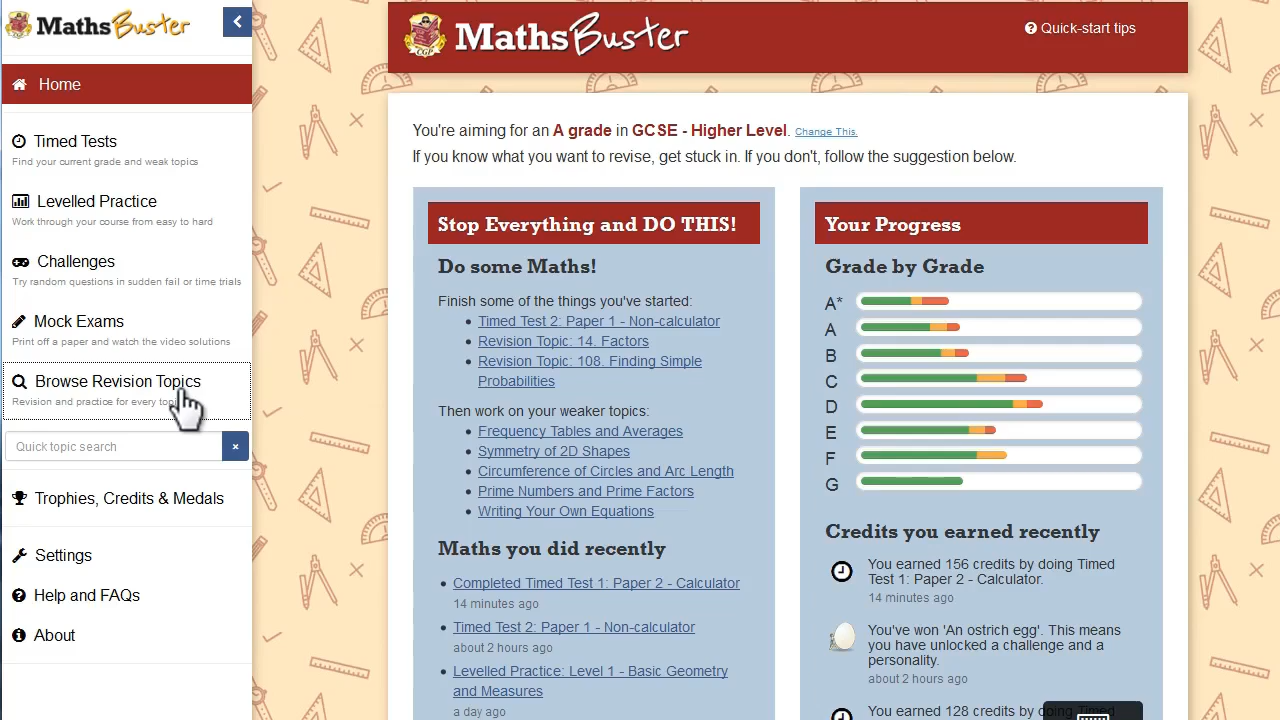 Maths Buster
Home
Timed Tests
Find your current grade and weak topics
Levelled Practice
Work through your course from easy to hard
Challenges
Try random questions in sudden fail or time trials
Mock Exams
Print off a paper and watch the video solutions
Browse Revision Topics
Revision and practice for every
Quick topic search
×
Trophies, Credits & Medals
Settings
Help and FAQs
About
CGP
Maths Buster
Quick-start tips
You're aiming for an A grade in GCSE - Higher Level. Change This.
If you know what you want to revise, get stuck in. If you don't, follow the suggestion below.
Stop Everything and DO THIS!
Do some Maths!
Finish some of the things you've started:
• Timed Test 2: Paper 1 - Non-calculator
• Revision Topic: 14. Factors
• Revision Topic: 108. Finding Simple
Probabilities
Then work on your weaker topics:
• Frequency Tables and Averages
• Symmetry of 2D Shapes
• Circumference of Circles and Arc Length
• Prime Numbers and Prime Factors
• Writing Your Own Equations
Maths you did recently
• Completed Timed Test 1: Paper 2 - Calculator
14 minutes ago
• Timed Test 2: Paper 1 - Non-calculator
about 2 hours ago
• Levelled Practice: Level 1 - Basic Geometry
and Measures
a day ago
Your Progress
Grade by Grade
A*
A
B
C
D
E
F
G
Credits you earned recently
You earned 156 credits by doing Timed
Test 1: Paper 2 - Calculator.
14 minutes ago
You've won 'An ostrich egg'. This means
you have unlocked a challenge and a
personality.
about 2 hours ago
You earned 128 credits by doing Timed